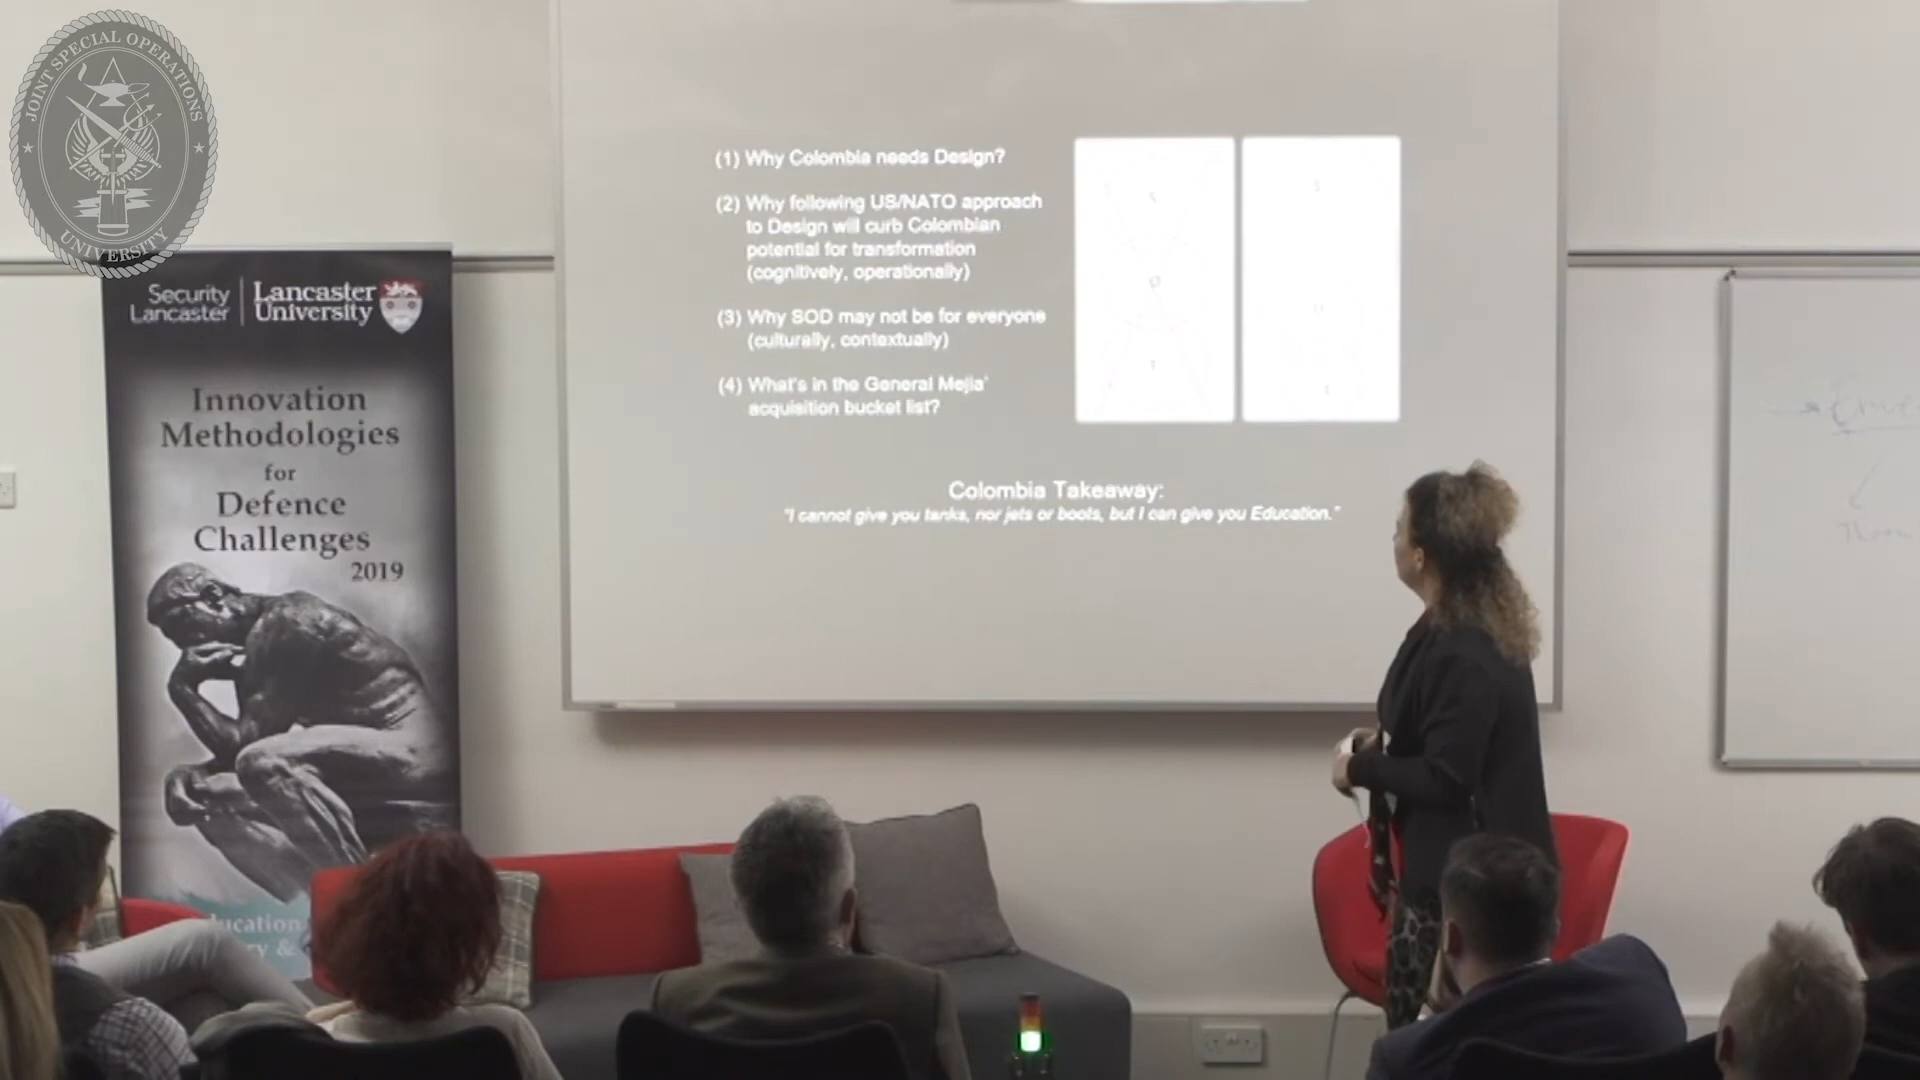 JOINT SPECIAL OPERATIONS
UNIVERSITY
Security
Lancaster
Lancaster
University
Innovation
Methodologies
for
Defence
Challenges
2019
(1) Why Colombia needs Design?
(2) Why following US/NATO approach
to Design will curb Colombian
potential for transformation
(cognitively, operationally)
(3) Why SOD may not be for everyone
(culturally, contextually)
(4) What's in the General Mejia'
acquisition bucket list?
Colombia Takeaway:
"I cannot give you tanks, nor jets or boots, but I can give you Education."